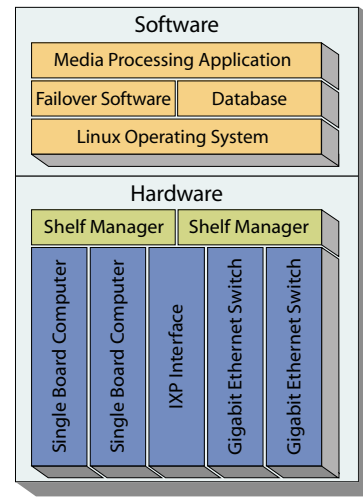 Software
Media Processing Application
Failover Software
Database
Linux Operating System
Hardware
Shelf Manager
Shelf Manager
Single Board Computer
Single Board Computer
IXP Interface
Gigabit Ethernet Switch
Gigabit Ethernet Switch